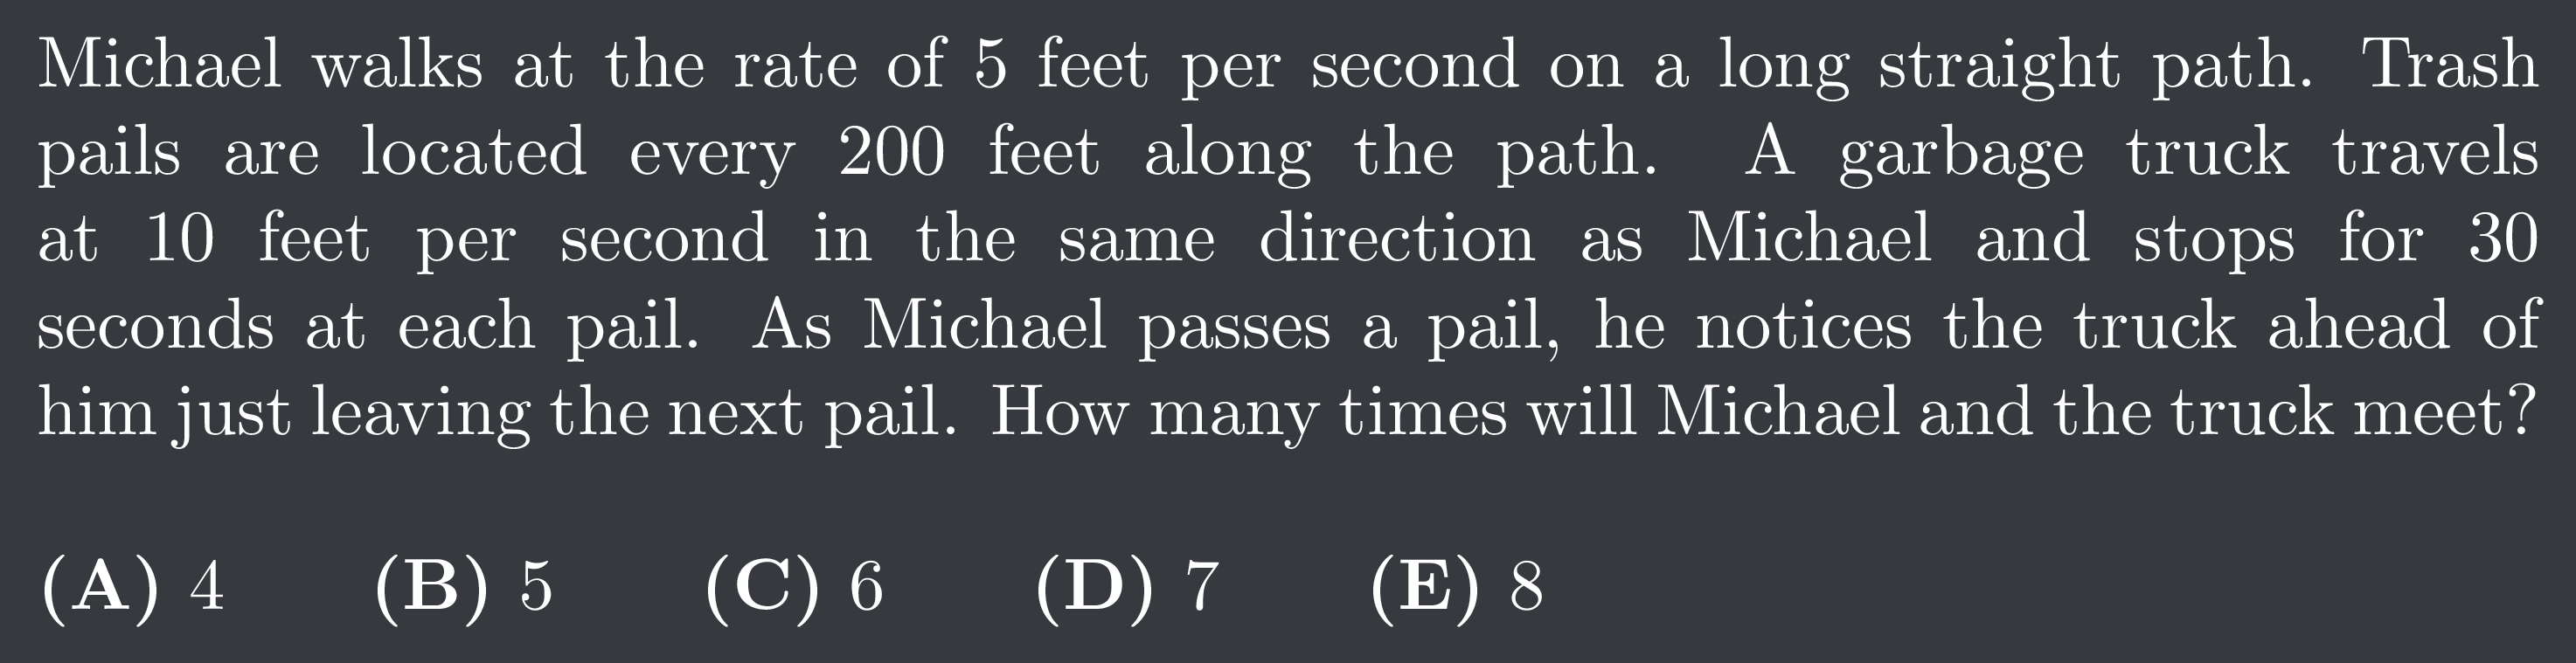 Michael walks at the rate of 5 feet per second on a long straight path. Trash
pails are located every 200 feet along the path. A garbage truck travels
at 10 feet per second in the same direction as Michael and stops for 30
seconds at each pail. As Michael passes a pail, he notices the truck ahead of
him just leaving the next pail. How many times will Michael and the truck meet?
(A) 4 (B) 5 (C) 6 (D) 7 (E) 8